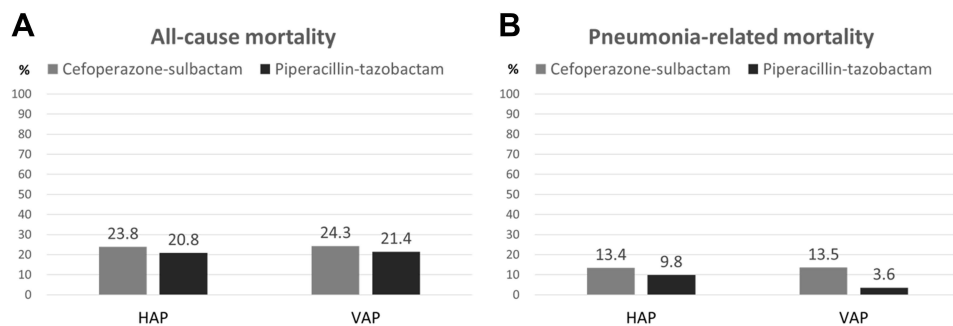 A
All-cause mortality
% Cefoperazone-sulbactam Piperacillin-tazobactam
100
90
80
70
60
50
40
30
20
10
0
23.8 20.8 24.3 21.4
HAP VAP
B
Pneumonia-related mortality
% Cefoperazone-sulbactam Piperacillin-tazobactam
100
90
80
70
60
50
40
30
20
10
0
13.4 9.8 13.5 3.6
HAP VAP